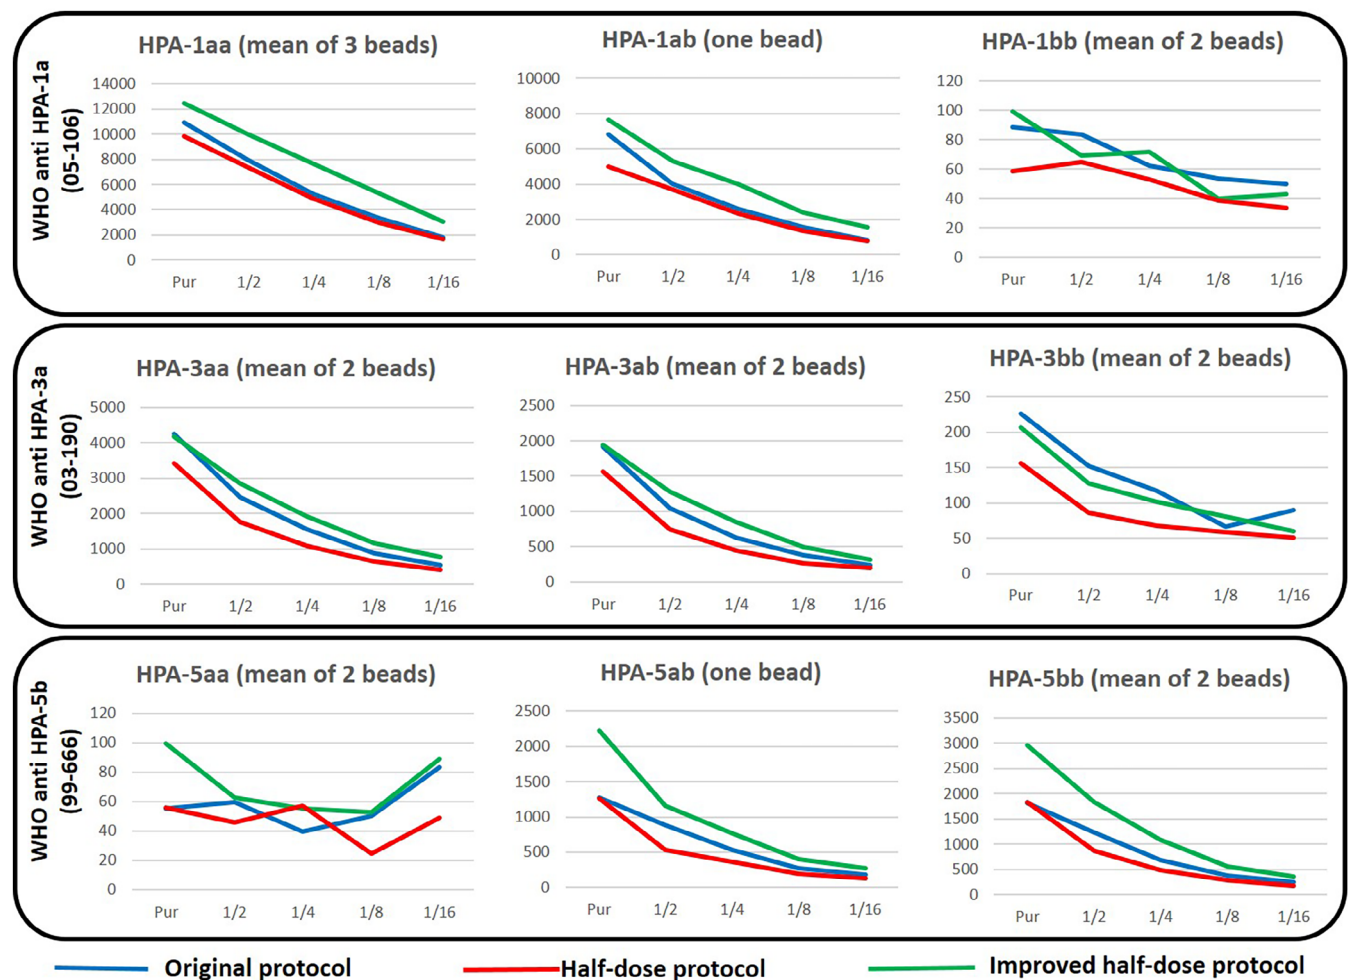 WHO anti HPA-1a
(05-106)
HPA-1aa (mean of 3 beads)
14000
12000
10000
8000
6000
4000
2000
0
Pur 1/2 1/4 1/8 1/16
HPA-1ab (one bead)
10000
8000
6000
4000
2000
0
Pur 1/2 1/4 1/8 1/16
HPA-1bb (mean of 2 beads)
120
100
80
60
40
20
0
Pur 1/2 1/4 1/8 1/16
WHO anti HPA-3a
(03-190)
HPA-3aa (mean of 2 beads)
5000
4000
3000
2000
1000
0
Pur 1/2 1/4 1/8 1/16
HPA-3ab (mean of 2 beads)
2500
2000
1500
1000
500
0
Pur 1/2 1/4 1/8 1/16
HPA-3bb (mean of 2 beads)
250
200
150
100
50
0
Pur 1/2 1/4 1/8 1/16
WHO anti HPA-5b
(99-666)
HPA-5aa (mean of 2 beads)
120
100
80
60
40
20
0
Pur 1/2 1/4 1/8 1/16
HPA-5ab (one bead)
2500
2000
1500
1000
500
0
Pur 1/2 1/4 1/8 1/16
HPA-5bb (mean of 2 beads)
3500
3000
2500
2000
1500
1000
500
0
Pur 1/2 1/4 1/8 1/16
Original protocol Half-dose protocol Improved half-dose protocol